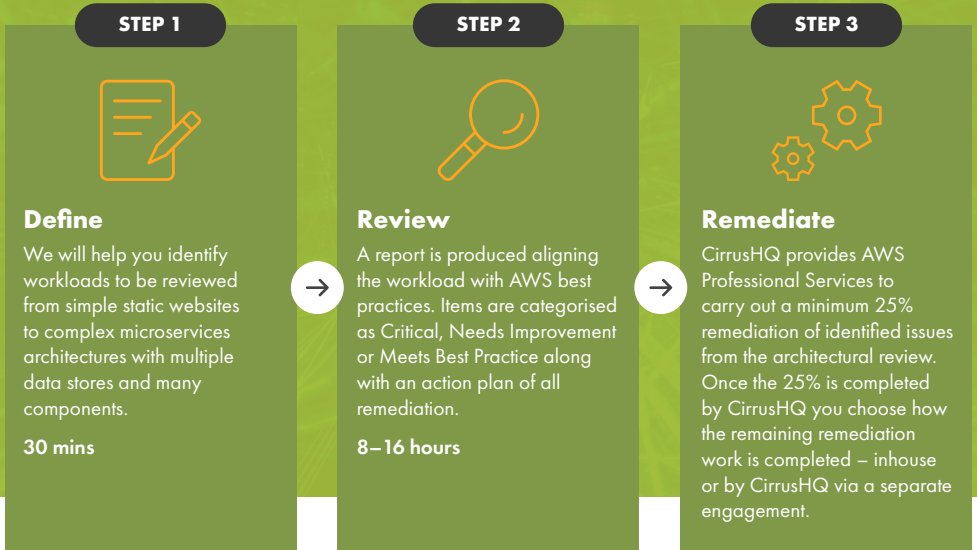 STEP 1
Define
We will help you identify
workloads to be reviewed
from simple static websites
to complex microservices
architectures with multiple
data stores and many
components.
30 mins
STEP 2
Review
A report is produced aligning
the workload with AWS best
practices. Items are categorised
as Critical, Needs Improvement
or Meets Best Practice along
with an action plan of all
remediation.
8–16 hours
STEP 3
Remediate
CirrusHQ provides AWS
Professional Services to
carry out a minimum 25%
remediation of identified issues
from the architectural review.
Once the 25% is completed
by CirrusHQ you choose how
the remaining remediation
work is completed – inhouse
or by CirrusHQ via a separate
engagement.